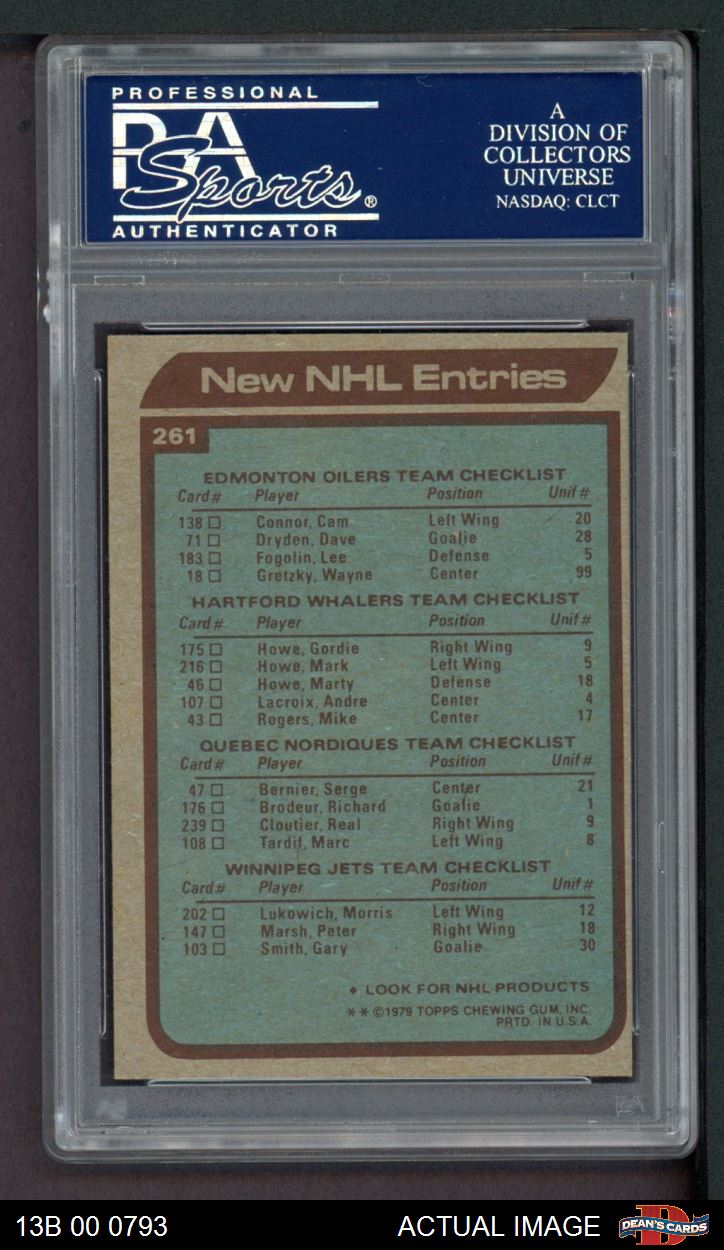 PROFESSIONAL
PSA
Sports®
AUTHENTICATOR
A
DIVISION OF
COLLECTORS
UNIVERSE
NASDAQ: CLCT
New NHL Entries
261
EDMONTON OILERS TEAM CHECKLIST
Card # Player Position Unif #
138 □ Connor, Cam Left Wing 20
71 □ Dryden, Dave Goalie 28
183 □ Fogolin, Lee Defense 5
18 □ Gretzky, Wayne Center 99
HARTFORD WHALERS TEAM CHECKLIST
Card # Player Position Unif #
175 □ Howe, Gordie Right Wing 9
216 □ Howe, Mark Left Wing 5
46 □ Howe, Marty Defense 18
107 □ Lacroix, Andre Center 4
43 □ Rogers, Mike Center 17
QUEBEC NORDIQUES TEAM CHECKLIST
Card # Player Position Unif #
47 □ Bernier, Serge Center 21
176 □ Brodeur, Richard Goalie 1
239 □ Cloutier, Real Right Wing 9
108 □ Tardif, Marc Left Wing 8
WINNIPEG JETS TEAM CHECKLIST
Card # Player Position Unif #
202 □ Lukowich, Morris Left Wing 12
147 □ Marsh, Peter Right Wing 18
103 □ Smith, Gary Goalie 30
♦ LOOK FOR NHL PRODUCTS
** ©1979 TOPPS CHEWING GUM, INC.
PRTD. IN U.S.A.
PSA
13B 00 0793 ACTUAL IMAGE DEAN'S CARDS